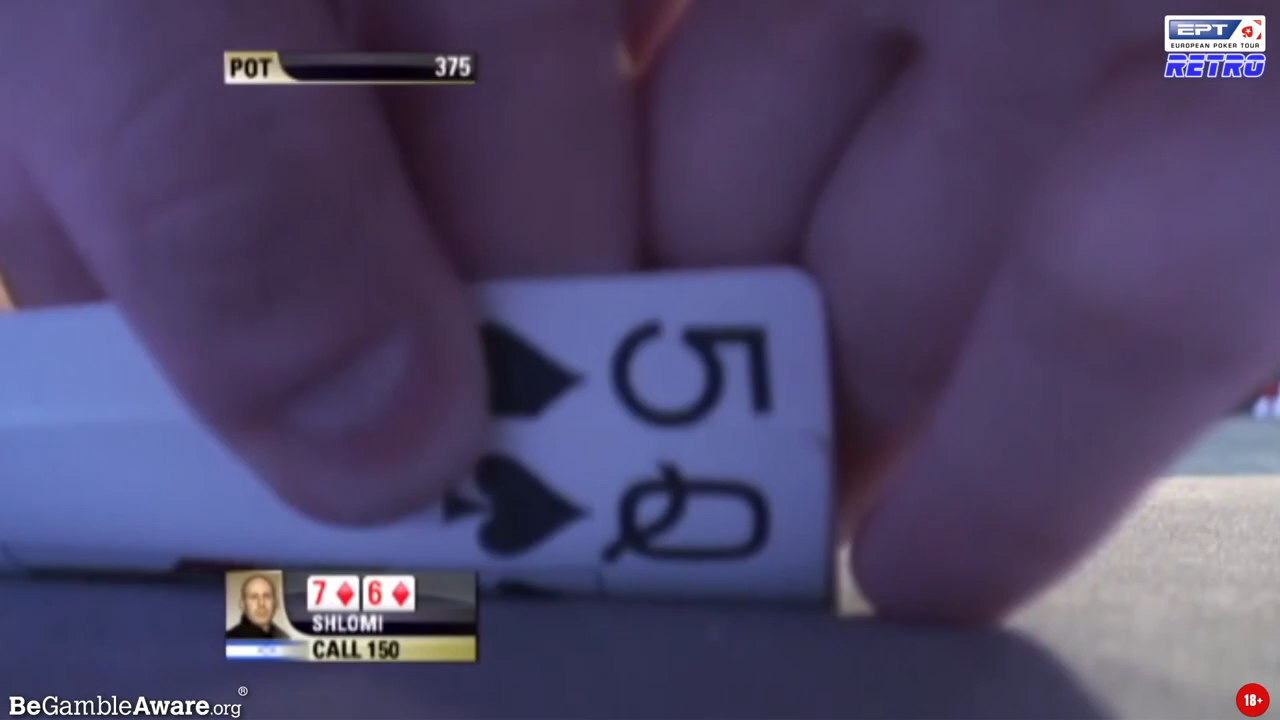 EPT
EUROPEAN POKER TOUR
RETRO
POT 375
5
Q
7 6
SHLOMI
CALL 150
BeGambleAware.org®
18+